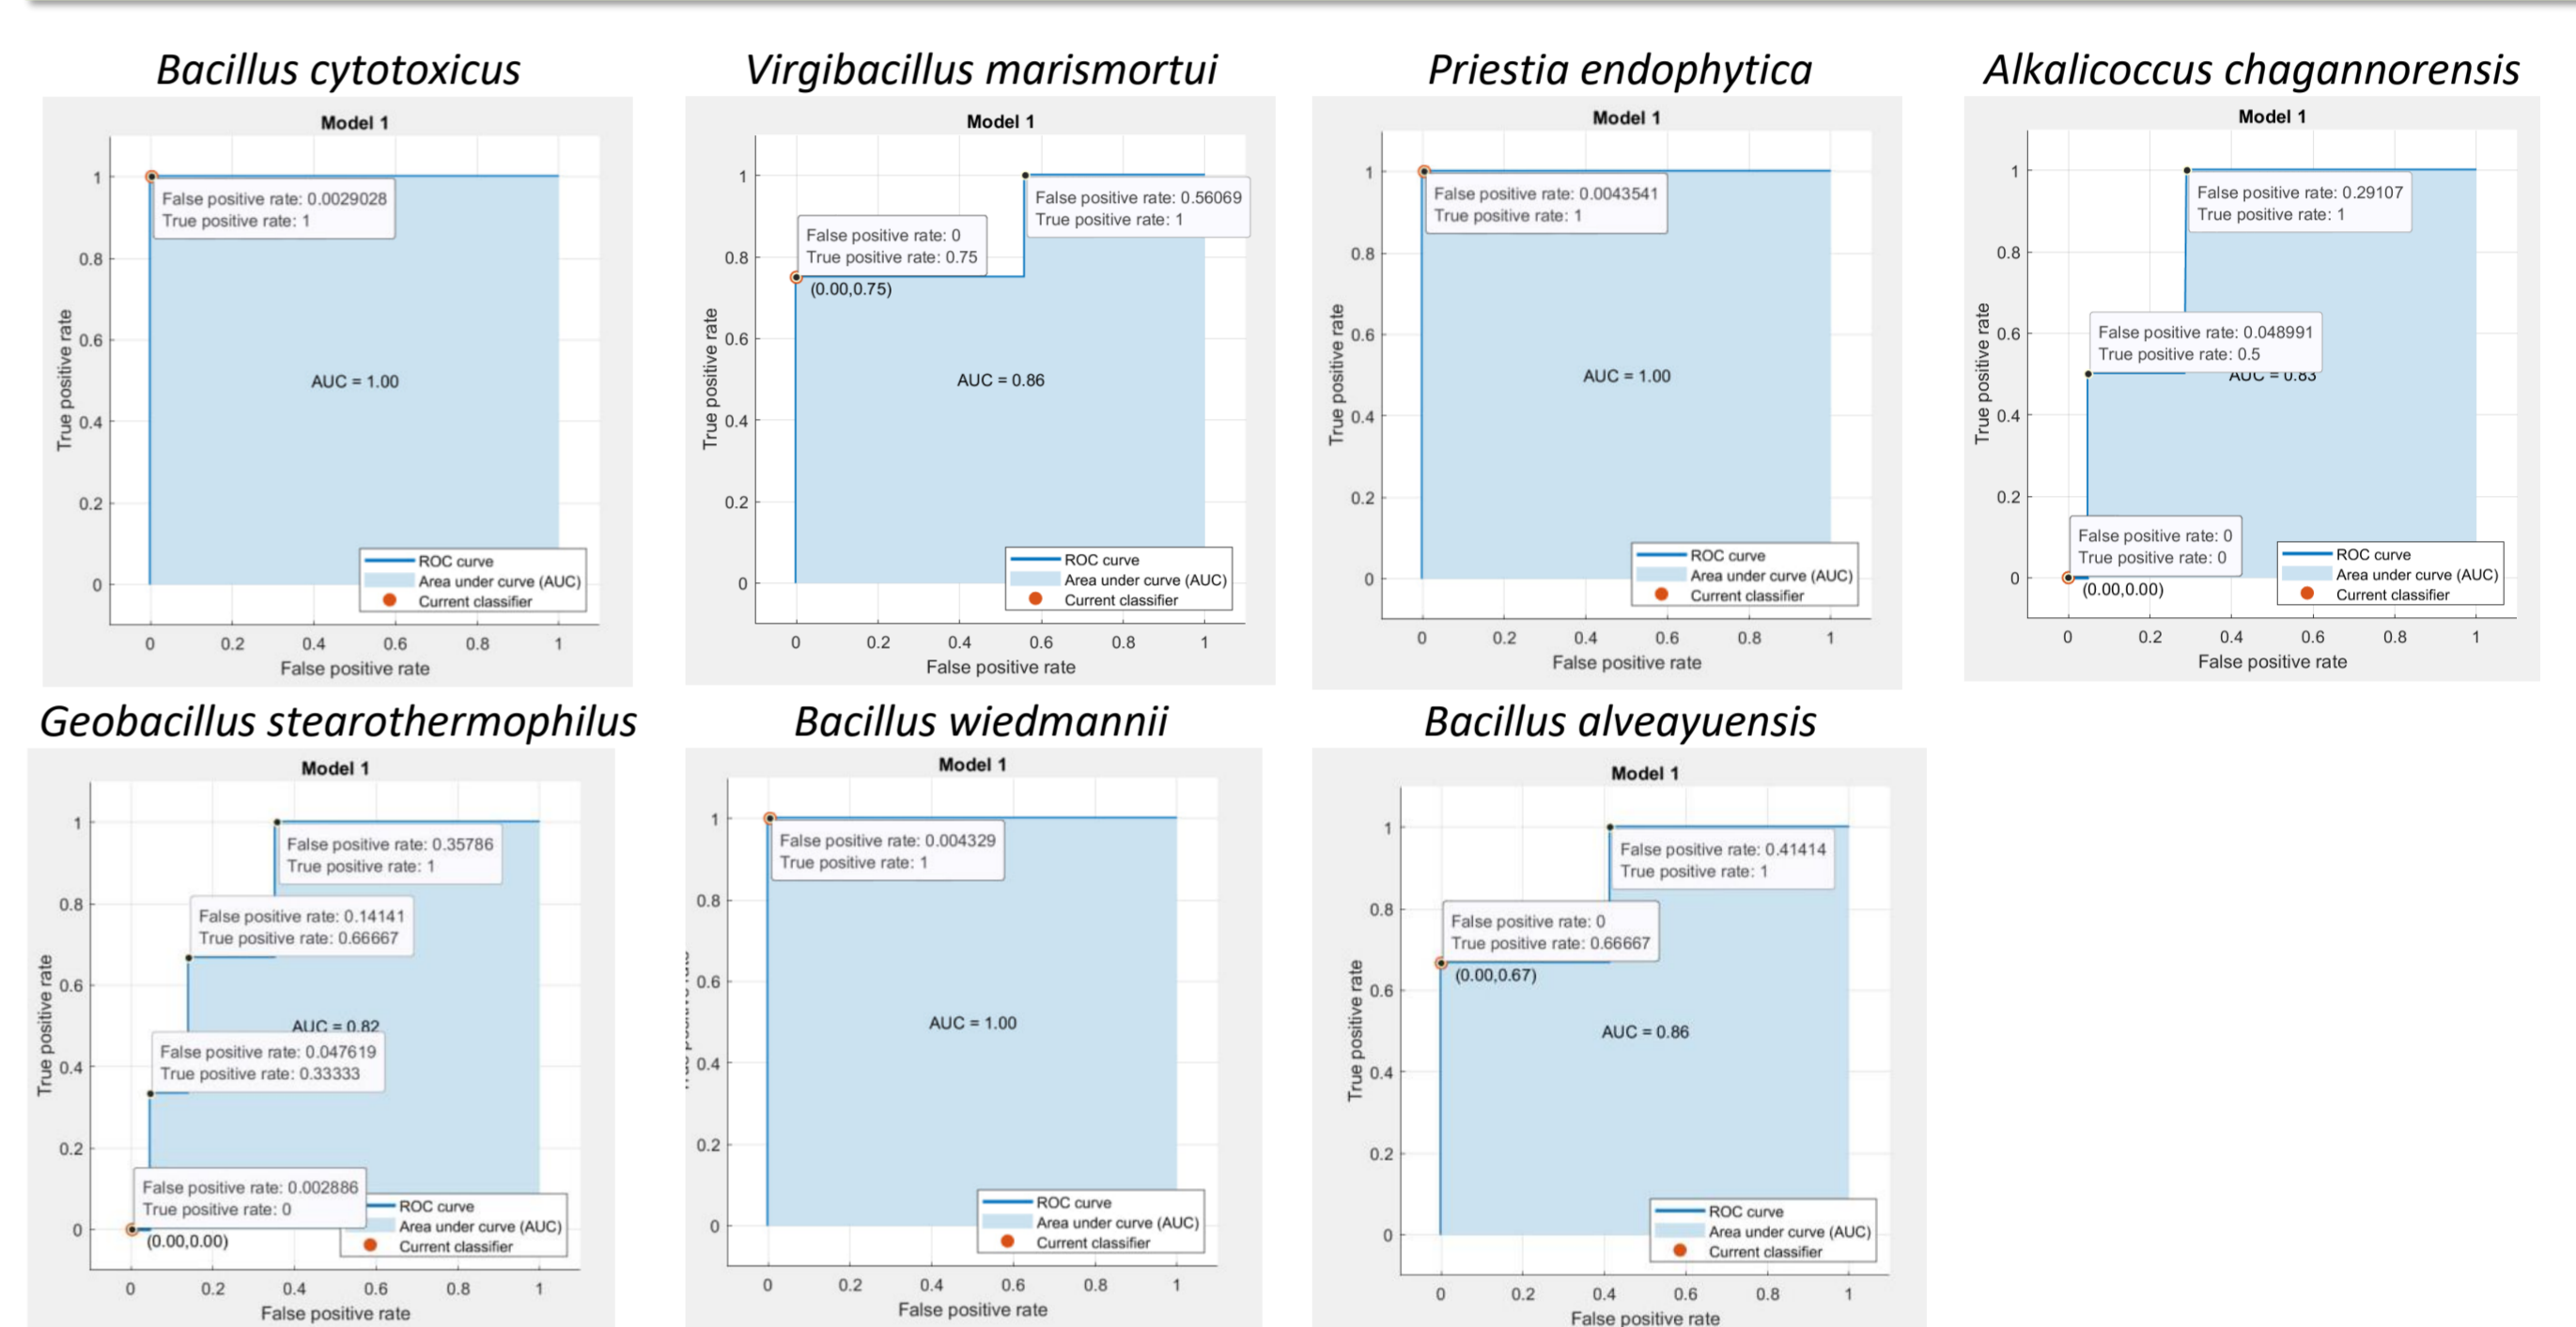 Bacillus cytotoxicus
Model 1
1
False positive rate: 0.0029028
True positive rate: 1
0.8
0.6
AUC = 1.00
0.4
0.2
0
ROC curve
Area under curve (AUC)
Current classifier
0 0.2 0.4 0.6 0.8 1
False positive rate
True positive rate
Virgibacillus marismortui
Model 1
1
False positive rate: 0.56069
True positive rate: 1
False positive rate: 0
True positive rate: 0.75
0.8
(0.00,0.75)
0.6
AUC = 0.86
0.4
0.2
0
ROC curve
Area under curve (AUC)
Current classifier
0 0.2 0.4 0.6 0.8 1
False positive rate
True positive rate
Priestia endophytica
Model 1
1
False positive rate: 0.0043541
True positive rate: 1
0.8
0.6
AUC = 1.00
0.4
0.2
0
ROC curve
Area under curve (AUC)
Current classifier
0 0.2 0.4 0.6 0.8 1
False positive rate
True positive rate
Alkalicoccus chagannorensis
Model 1
1
False positive rate: 0.29107
True positive rate: 1
0.8
False positive rate: 0.048991
True positive rate: 0.5
0.6
AUC = 0.83
0.4
0.2
False positive rate: 0
True positive rate: 0
0
(0.00,0.00)
ROC curve
Area under curve (AUC)
Current classifier
0 0.2 0.4 0.6 0.8 1
False positive rate
True positive rate
Geobacillus stearothermophilus
Model 1
1
False positive rate: 0.35786
True positive rate: 1
0.8
False positive rate: 0.14141
True positive rate: 0.66667
0.6
AUC = 0.82
False positive rate: 0.047619
True positive rate: 0.33333
0.4
0.2
False positive rate: 0.002886
True positive rate: 0
0
(0.00,0.00)
ROC curve
Area under curve (AUC)
Current classifier
0 0.2 0.4 0.6 0.8 1
False positive rate
True positive rate
Bacillus wiedmannii
Model 1
1
False positive rate: 0.004329
True positive rate: 1
0.8
0.6
AUC = 1.00
0.4
0.2
0
ROC curve
Area under curve (AUC)
Current classifier
0 0.2 0.4 0.6 0.8 1
False positive rate
Bacillus alveayuensis
Model 1
1
False positive rate: 0.41414
True positive rate: 1
0.8
False positive rate: 0
True positive rate: 0.66667
(0.00,0.67)
0.6
AUC = 0.86
0.4
0.2
0
ROC curve
Area under curve (AUC)
Current classifier
0 0.2 0.4 0.6 0.8 1
False positive rate
True positive rate